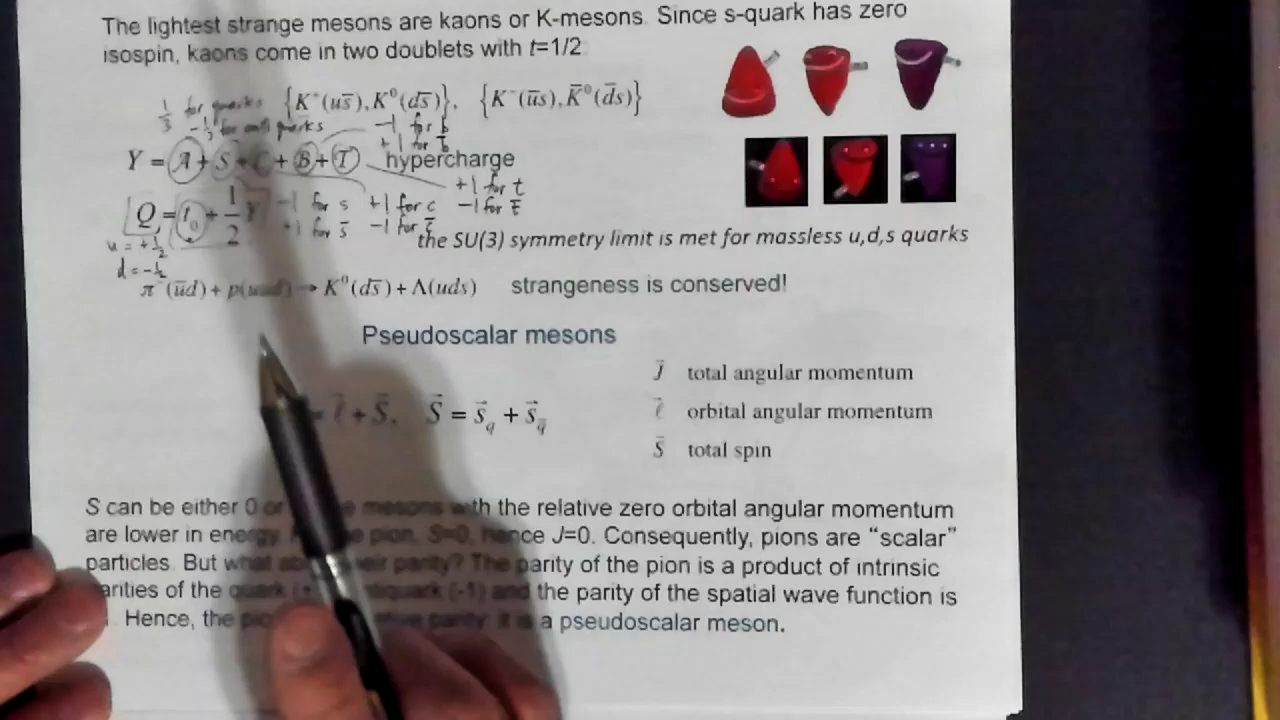 The lightest strange mesons are kaons or K-mesons. Since s-quark has zero
isospin, kaons come in two doublets with t=1/2
{K⁺(us̅), K⁰(ds̅)}, {K⁻(u̅s), K̅⁰(d̅s)}
1/3 for quarks
-1/3 for anti quarks
-1 for b
+1 for b̅
Y = A + S + C + B + T hypercharge
+1 for t
-1 for t̅
Q = t₀ + 1/2 Y
-1 for s +1 for c
+1 for s̅ -1 for c̅
the SU(3) symmetry limit is met for massless u,d,s quarks
u = +1/2
d = -1/2
π⁻(u̅d) + p( ) → K⁰(ds̅) + Λ(uds) strangeness is conserved!
Pseudoscalar mesons
J⃗ total angular momentum
= ℓ⃗ + S⃗, S⃗ = s⃗q + s⃗q̅
ℓ⃗ orbital angular momentum
S⃗ total spin
S can be either 0 or mesons with the relative zero orbital angular momentum
are lower in energy. pion, S=0, hence J=0. Consequently, pions are “scalar”
particles. But what their parity? The parity of the pion is a product of intrinsic
parities of the quark (-1) and the parity of the spatial wave function is
Hence, the parity: it is a pseudoscalar meson.